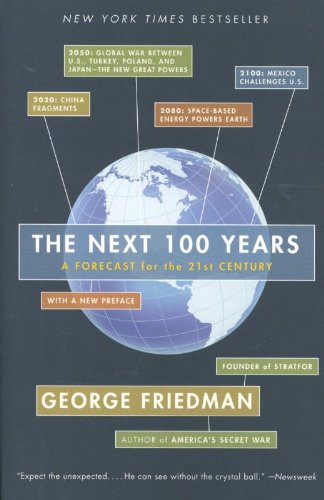 NEW YORK TIMES BESTSELLER
2050: GLOBAL WAR BETWEEN
U.S., TURKEY, POLAND, AND
JAPAN—THE NEW GREAT POWERS
2100: MEXICO
CHALLENGES U.S.
2020: CHINA
FRAGMENTS
2080: SPACE-BASED
ENERGY POWERS EARTH
THE NEXT 100 YEARS
A FORECAST for the 21st CENTURY
WITH A NEW PREFACE
FOUNDER of STRATFOR
GEORGE FRIEDMAN
AUTHOR of AMERICA'S SECRET WAR
"Expect the unexpected. . . . He can see without the crystal ball." —Newsweek